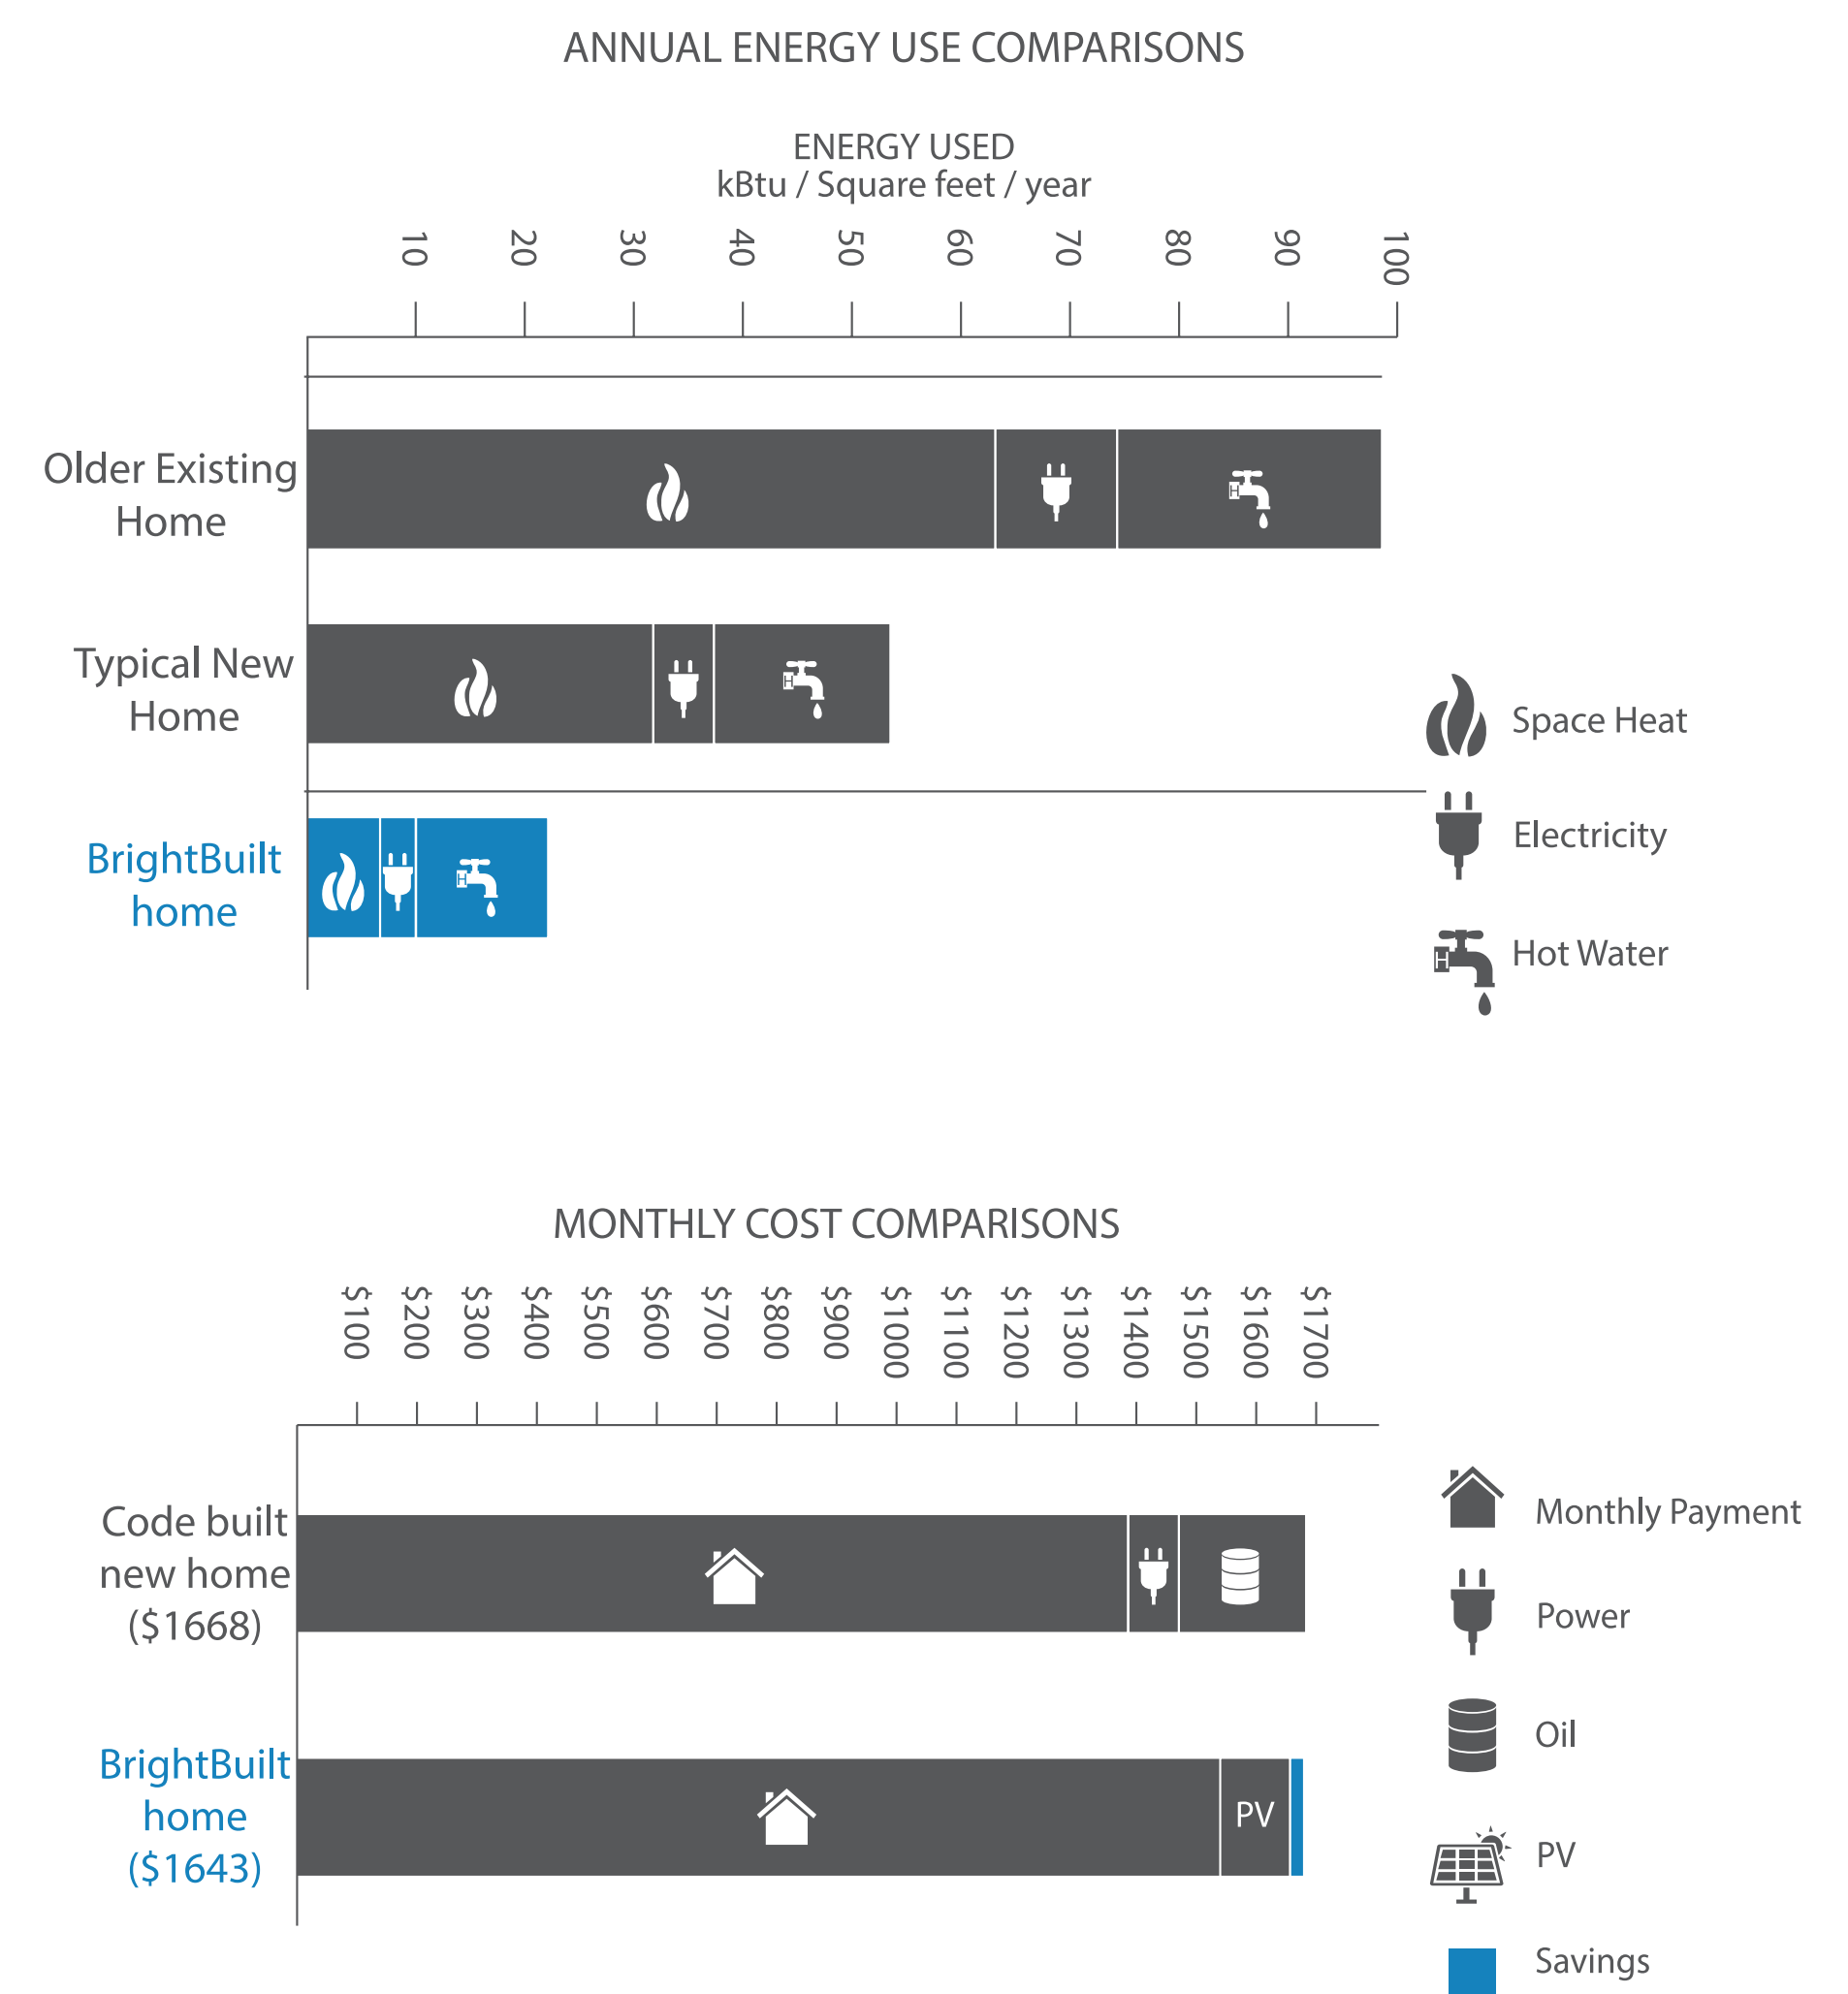 ANNUAL ENERGY USE COMPARISONS
ENERGY USED
kBtu / Square feet / year
10
20
30
40
50
60
70
80
90
100
Older Existing
Home
Typical New
Home
BrightBuilt
home
H
H
H
Space Heat
Electricity
H
Hot Water
MONTHLY COST COMPARISONS
$100
$200
$300
$400
$500
$600
$700
$800
$900
$1000
$1100
$1200
$1300
$1400
$1500
$1600
$1700
Code built
new home
($1668)
BrightBuilt
home
($1643)
PV
Monthly Payment
Power
Oil
PV
Savings